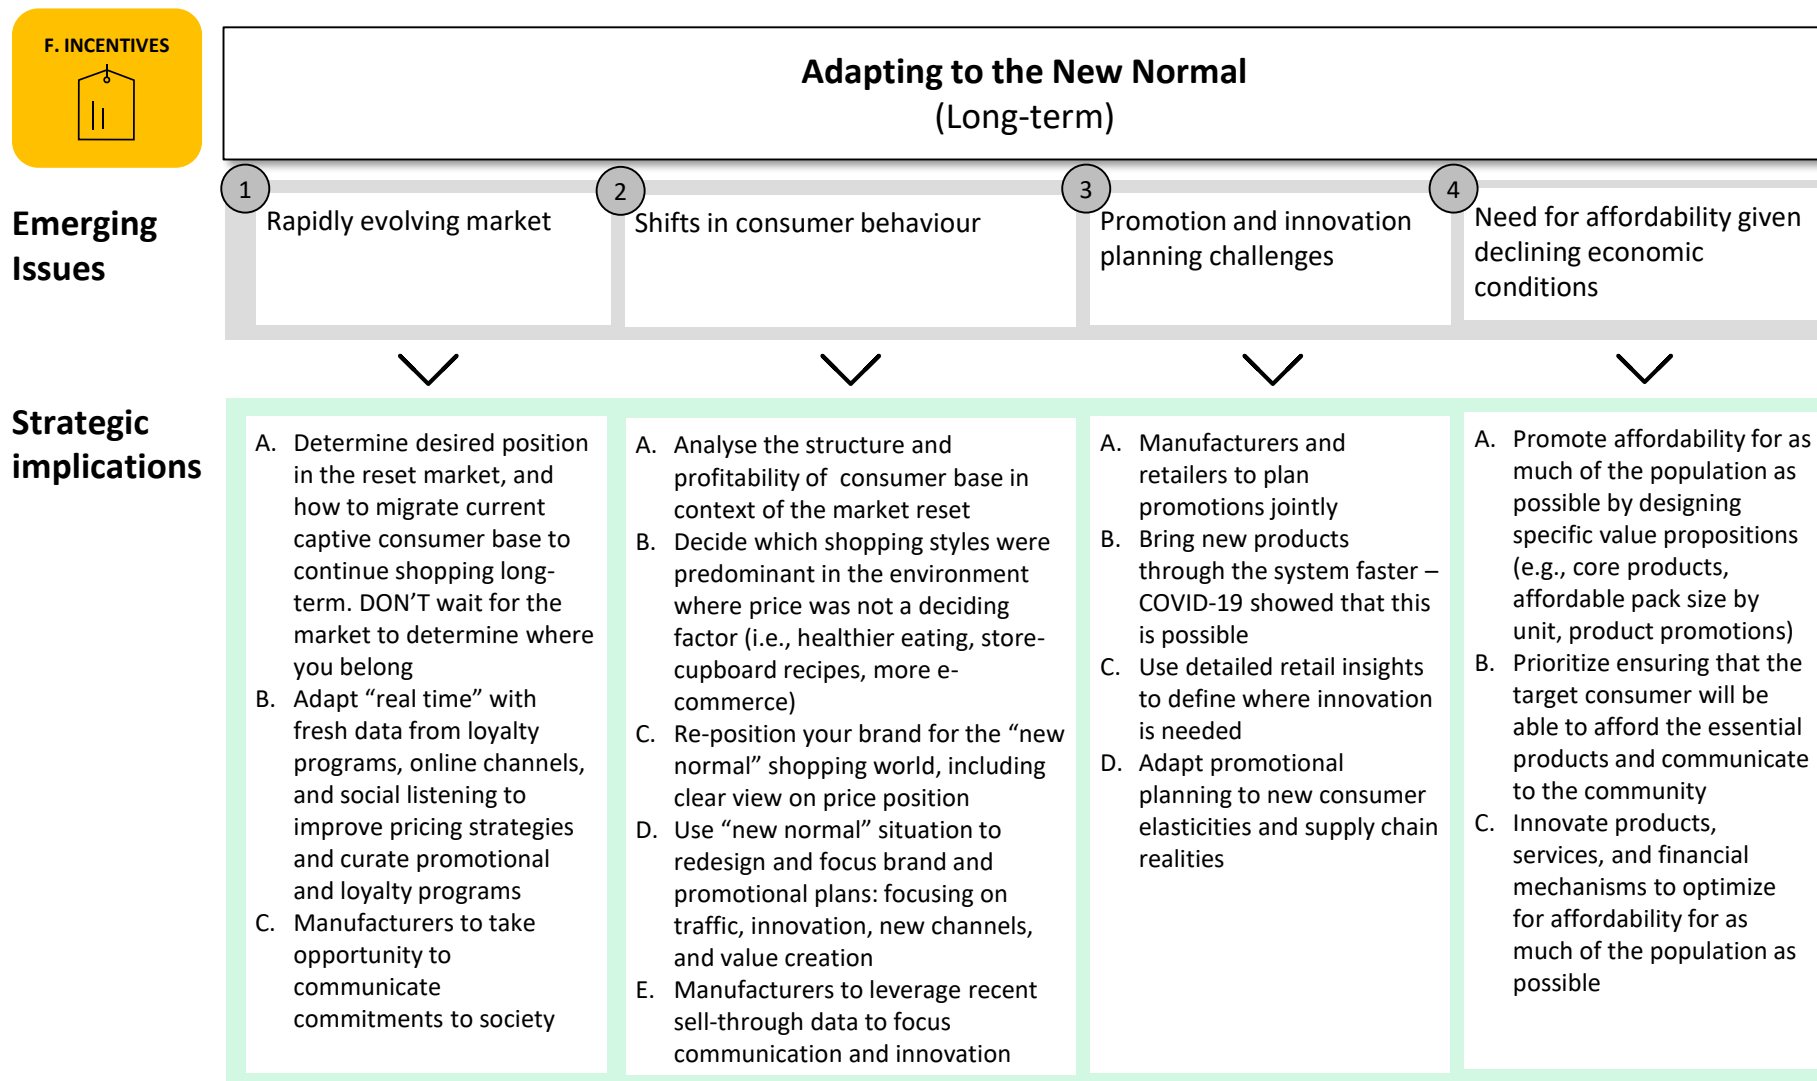 F. INCENTIVES
Adapting to the New Normal
(Long-term)
Emerging
Issues
1
Rapidly evolving market
2
Shifts in consumer behaviour
3
Promotion and innovation
planning challenges
4
Need for affordability given
declining economic
conditions
Strategic
implications
A. Determine desired position
in the reset market, and
how to migrate current
captive consumer base to
continue shopping long-
term. DON’T wait for the
market to determine where
you belong
B. Adapt “real time” with
fresh data from loyalty
programs, online channels,
and social listening to
improve pricing strategies
and curate promotional
and loyalty programs
C. Manufacturers to take
opportunity to
communicate
commitments to society
A. Analyse the structure and
profitability of consumer base in
context of the market reset
B. Decide which shopping styles were
predominant in the environment
where price was not a deciding
factor (i.e., healthier eating, store-
cupboard recipes, more e-
commerce)
C. Re-position your brand for the “new
normal” shopping world, including
clear view on price position
D. Use “new normal” situation to
redesign and focus brand and
promotional plans: focusing on
traffic, innovation, new channels,
and value creation
E. Manufacturers to leverage recent
sell-through data to focus
communication and innovation
A. Manufacturers and
retailers to plan
promotions jointly
B. Bring new products
through the system faster –
COVID-19 showed that this
is possible
C. Use detailed retail insights
to define where innovation
is needed
D. Adapt promotional
planning to new consumer
elasticities and supply chain
realities
A. Promote affordability for as
much of the population as
possible by designing
specific value propositions
(e.g., core products,
affordable pack size by
unit, product promotions)
B. Prioritize ensuring that the
target consumer will be
able to afford the essential
products and communicate
to the community
C. Innovate products,
services, and financial
mechanisms to optimize
for affordability for as
much of the population as
possible